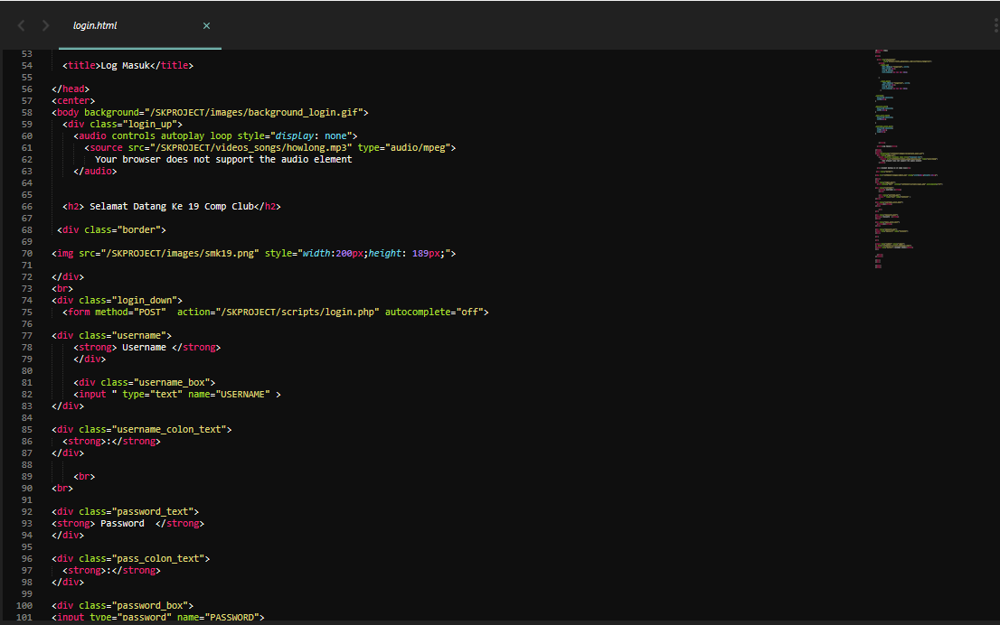 login.html ×
53
54 <title>Log Masuk</title>
55
56 </head>
57 <center>
58 <body background="/SKPROJECT/images/background_login.gif">
59 <div class="login_up">
60 <audio controls autoplay loop style="display: none">
61 <source src="/SKPROJECT/videos_songs/howlong.mp3" type="audio/mpeg">
62 Your browser does not support the audio element
63 </audio>
64
65
66 <h2> Selamat Datang Ke 19 Comp Club</h2>
67
68 <div class="border">
69
70 <img src="/SKPROJECT/images/smk19.png" style="width:200px;height: 189px;">
71
72 </div>
73 <br>
74 <div class="login_down">
75 <form method="POST"  action="/SKPROJECT/scripts/login.php" autocomplete="off">
76
77 <div class="username">
78 <strong> Username </strong>
79 </div>
80
81 <div class="username_box">
82 <input " type="text" name="USERNAME" >
83 </div>
84
85 <div class="username_colon_text">
86 <strong>:</strong>
87 </div>
88
89 <br>
90 <br>
91
92 <div class="password_text">
93 <strong> Password  </strong>
94 </div>
95
96 <div class="pass_colon_text">
97 <strong>:</strong>
98 </div>
99
100 <div class="password_box">
101 <input type="password" name="PASSWORD">